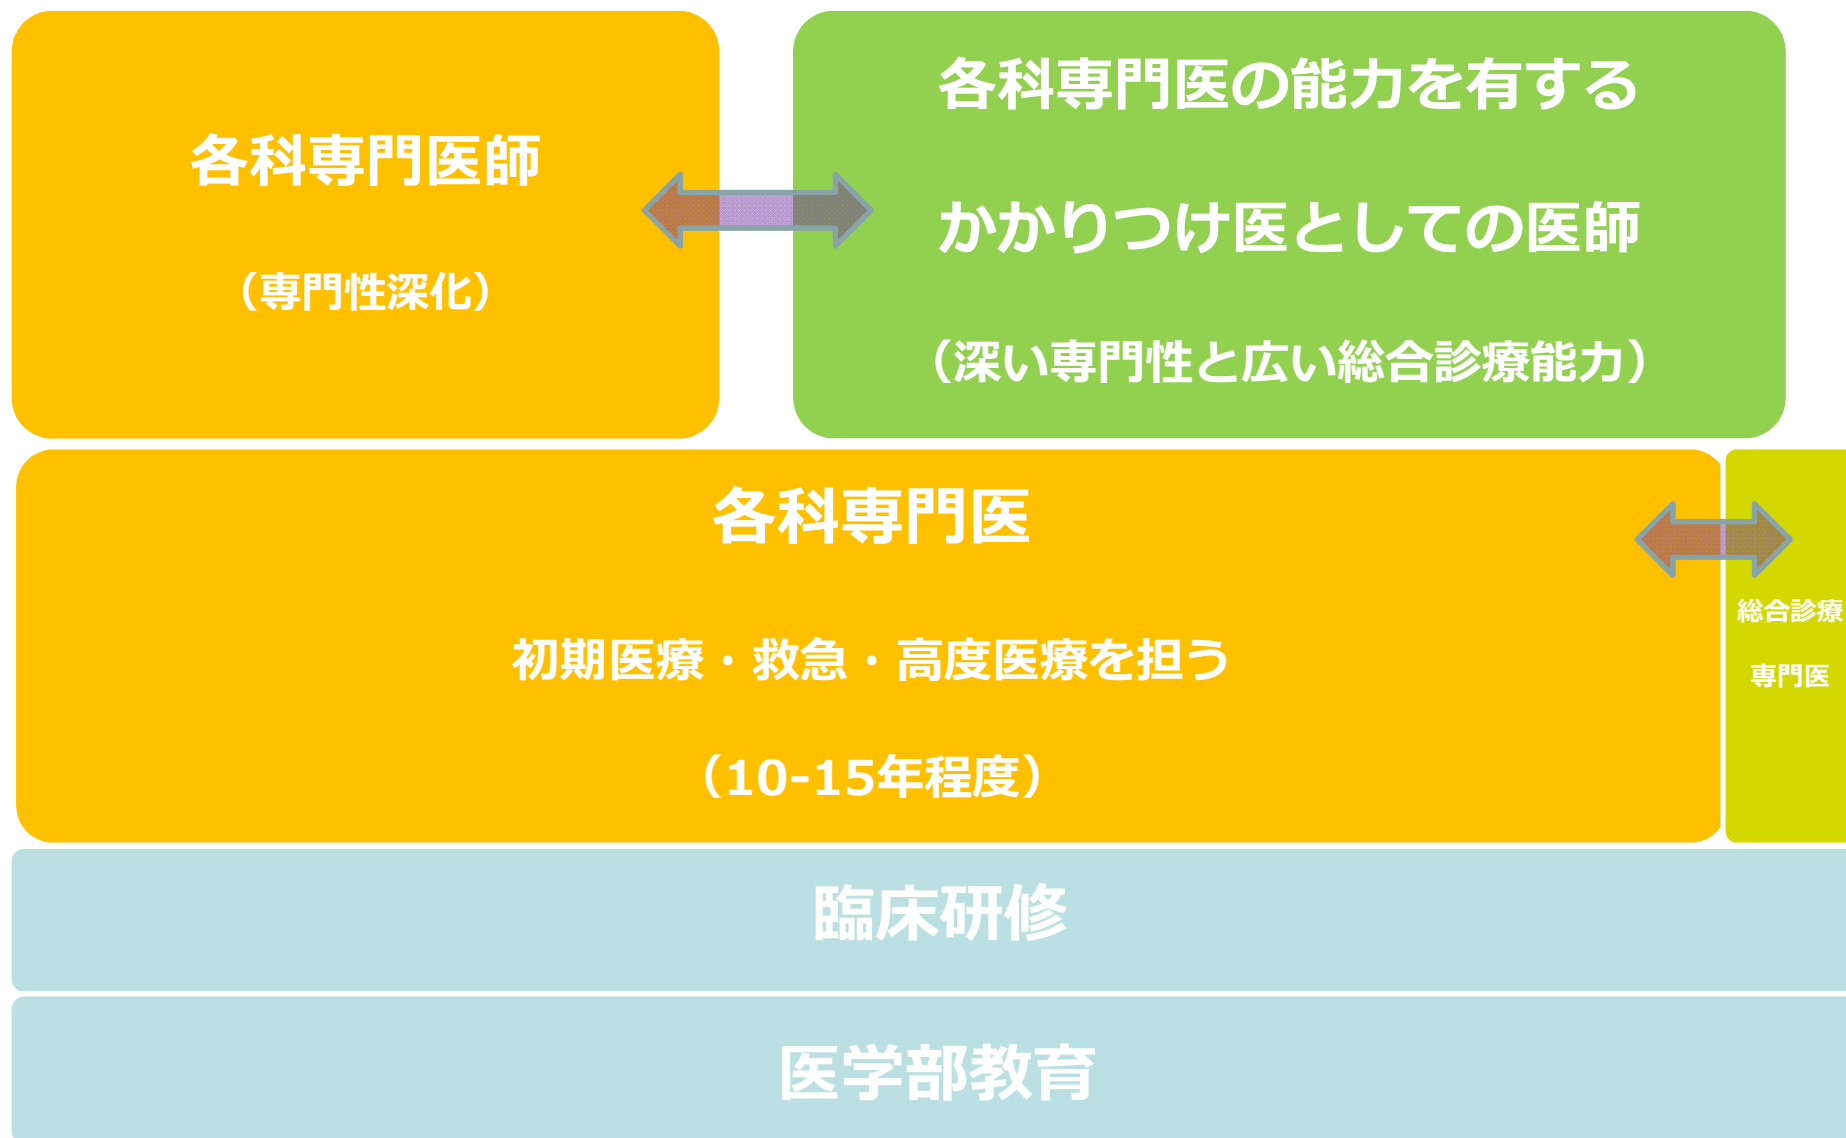 各科専門医師
（専門性深化）
各科専門医の能力を有する
かかりつけ医としての医師
（深い専門性と広い総合診療能力）
各科専門医
初期医療・救急・高度医療を担う
（10-15年程度）
総合診療
専門医
臨床研修
医学部教育